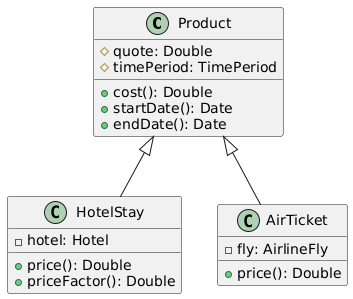 C Product
quote: Double
timePeriod: TimePeriod
cost(): Double
startDate(): Date
endDate(): Date
C HotelStay
hotel: Hotel
price(): Double
priceFactor(): Double
C AirTicket
fly: AirlineFly
price(): Double